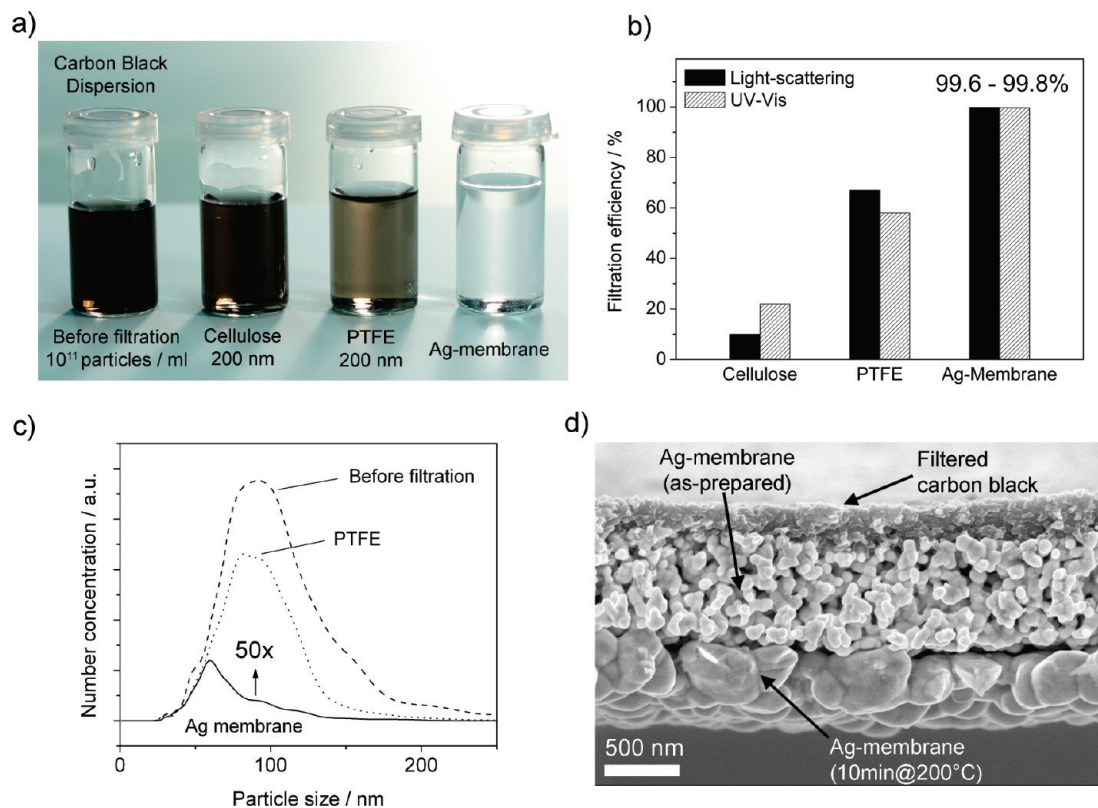 a)
Carbon Black
Dispersion
Before filtration
10¹¹ particles / ml
Cellulose
200 nm
PTFE
200 nm
Ag-membrane
b)
Light-scattering
UV-Vis
99.6 - 99.8%
Filtration efficiency / %
100
80
60
40
20
0
Cellulose
PTFE
Ag-Membrane
c)
Number concentration / a.u.
Before filtration
PTFE
50x
Ag membrane
0
100
200
Particle size / nm
d)
Ag-membrane
(as-prepared)
Filtered
carbon black
500 nm
Ag-membrane
(10min@200°C)